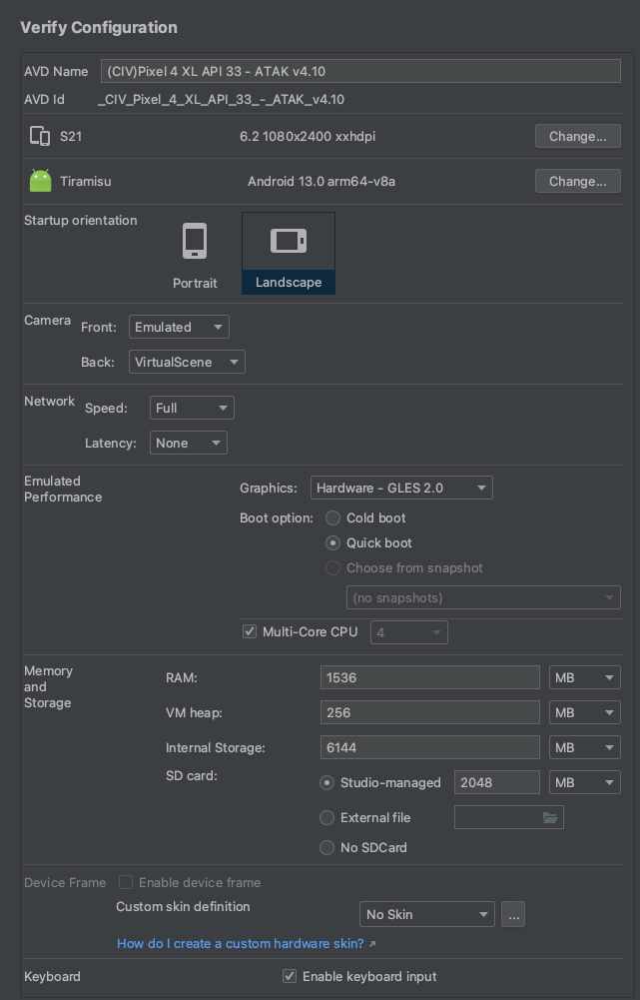 Verify Configuration
AVD Name (CIV)Pixel 4 XL API 33 - ATAK v4.10
AVD Id _CIV_Pixel_4_XL_API_33_-_ATAK_v4.10
S21 6.2 1080x2400 xxhdpi Change...
Tiramisu Android 13.0 arm64-v8a Change...
Startup orientation
Portrait Landscape
Camera Front: Emulated
Back: VirtualScene
Network Speed: Full
Latency: None
Emulated
Performance
Graphics: Hardware - GLES 2.0
Boot option: Cold boot
Quick boot
Choose from snapshot
(no snapshots)
Multi-Core CPU 4
Memory
and
Storage
RAM: 1536 MB
VM heap: 256 MB
Internal Storage: 6144 MB
SD card: Studio-managed 2048 MB
External file
No SDCard
Device Frame Enable device frame
Custom skin definition No Skin ...
How do I create a custom hardware skin? ↗
Keyboard Enable keyboard input